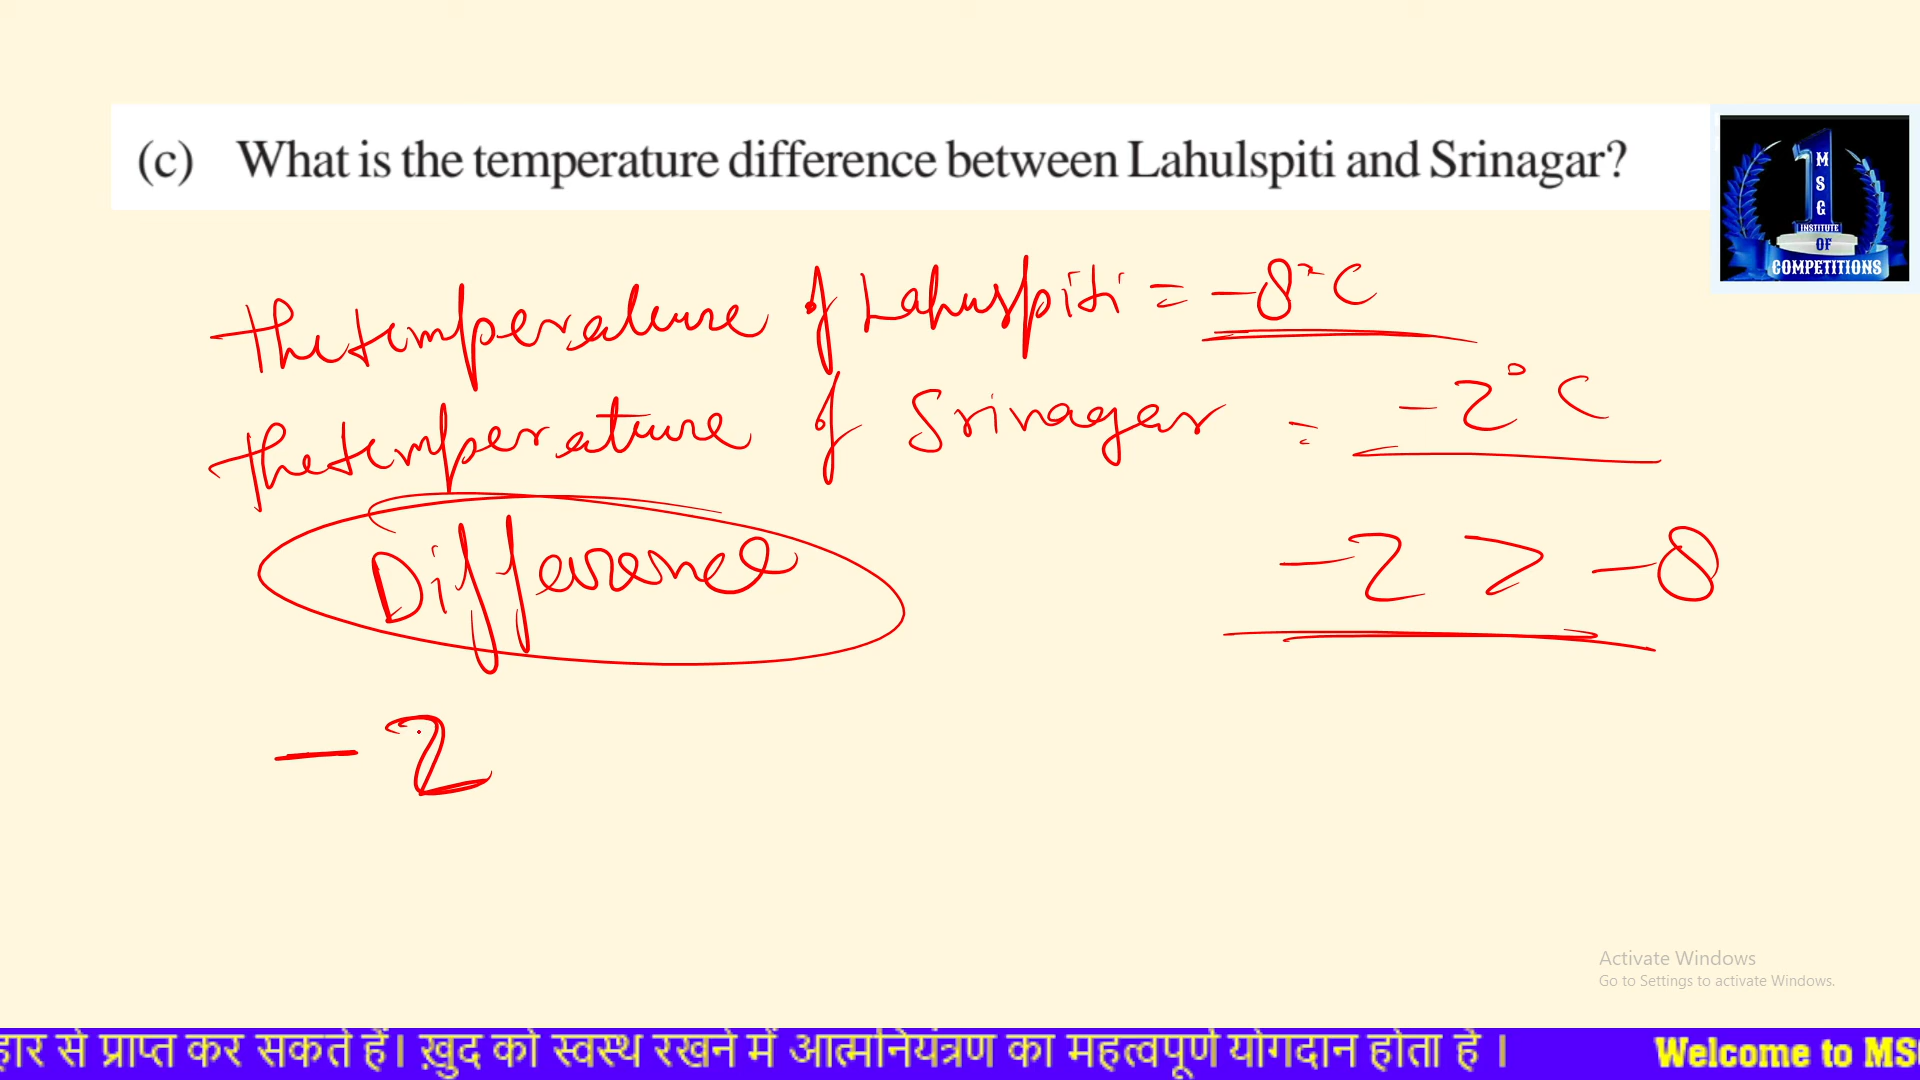 (c) What is the temperature difference between Lahulspiti and Srinagar?
M
S
G
INSTITUTE
OF
COMPETITIONS
The temperature of Lahuspiti = -8°C
The temperature of Srinagar = -2°C
Difference
-2 > -8
-2
Activate Windows
Go to Settings to activate Windows.
हार से प्राप्त कर सकते हैं। ख़ुद को स्वस्थ रखने में आत्मनियंत्रण का महत्वपूर्ण योगदान होता है । Welcome to MS